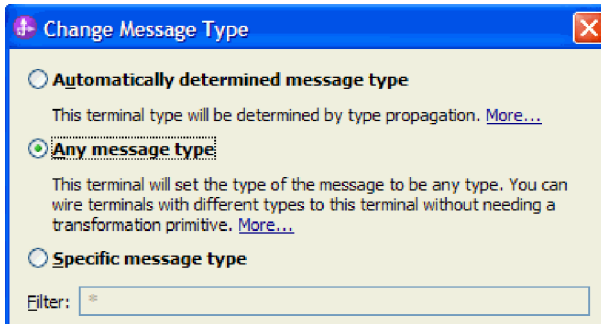 Change Message Type
Automatically determined message type
This terminal type will be determined by type propagation. More...
Any message type
This terminal will set the type of the message to be any type. You can
wire terminals with different types to this terminal without needing a
transformation primitive. More...
Specific message type
Filter: *